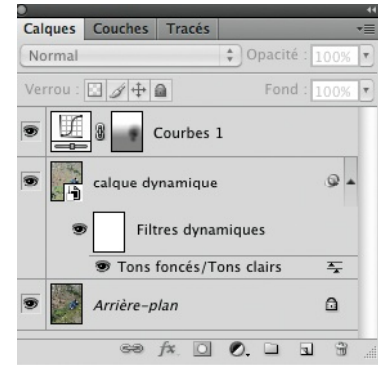 Calques Couches Tracés
Normal Opacité : 100%
Verrou : Fond : 100%
Courbes 1
calque dynamique
Filtres dynamiques
Tons foncés/Tons clairs
Arrière-plan
fx.